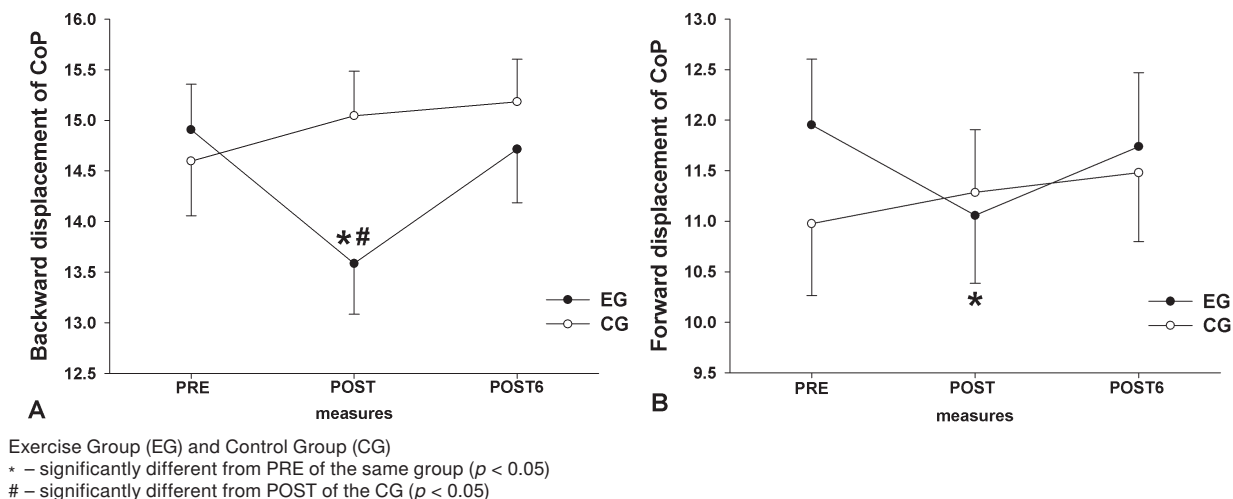 Backward displacement of CoP
16.0
15.5
15.0
14.5
14.0
13.5
13.0
12.5
*#
EG
CG
PRE POST POST6
measures
A
Forward displacement of CoP
13.0
12.5
12.0
11.5
11.0
10.5
10.0
9.5
*
EG
CG
PRE POST POST6
measures
B
Exercise Group (EG) and Control Group (CG)
* – significantly different from PRE of the same group (p < 0.05)
# – significantly different from POST of the CG (p < 0.05)